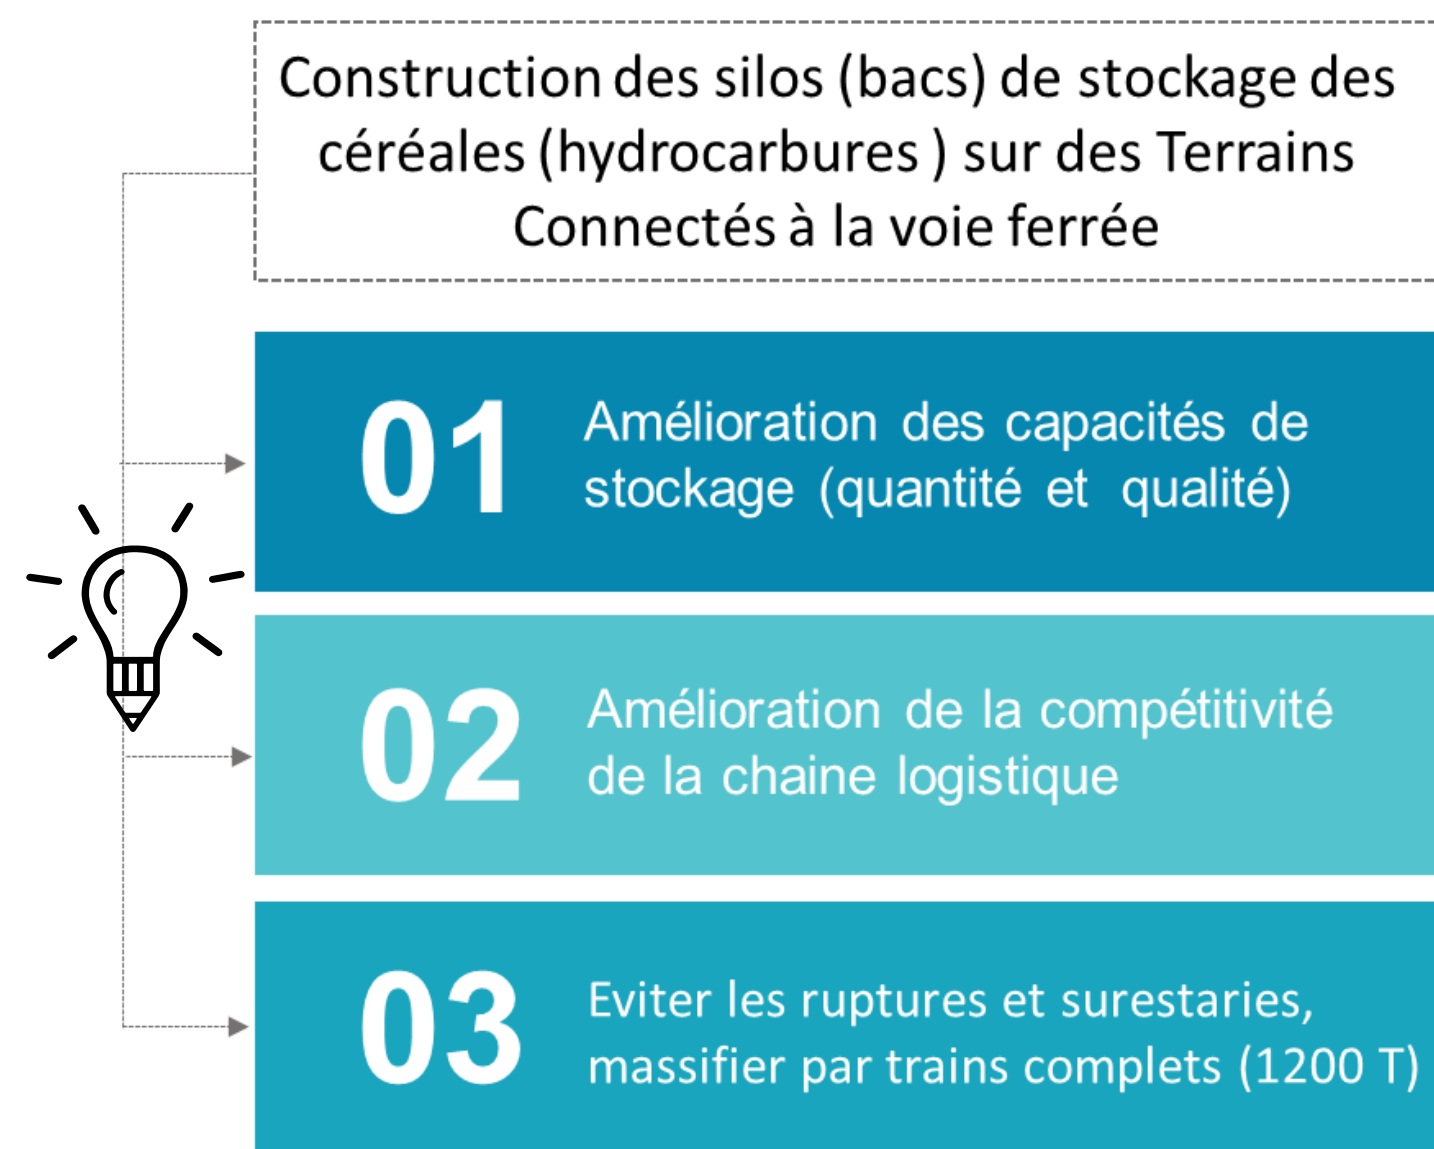 Construction des silos (bacs) de stockage des
céréales (hydrocarbures ) sur des Terrains
Connectés à la voie ferrée
01
Amélioration des capacités de
stockage (quantité et qualité)
02
Amélioration de la compétitivité
de la chaine logistique
03
Eviter les ruptures et surestaries,
massifier par trains complets (1200 T)